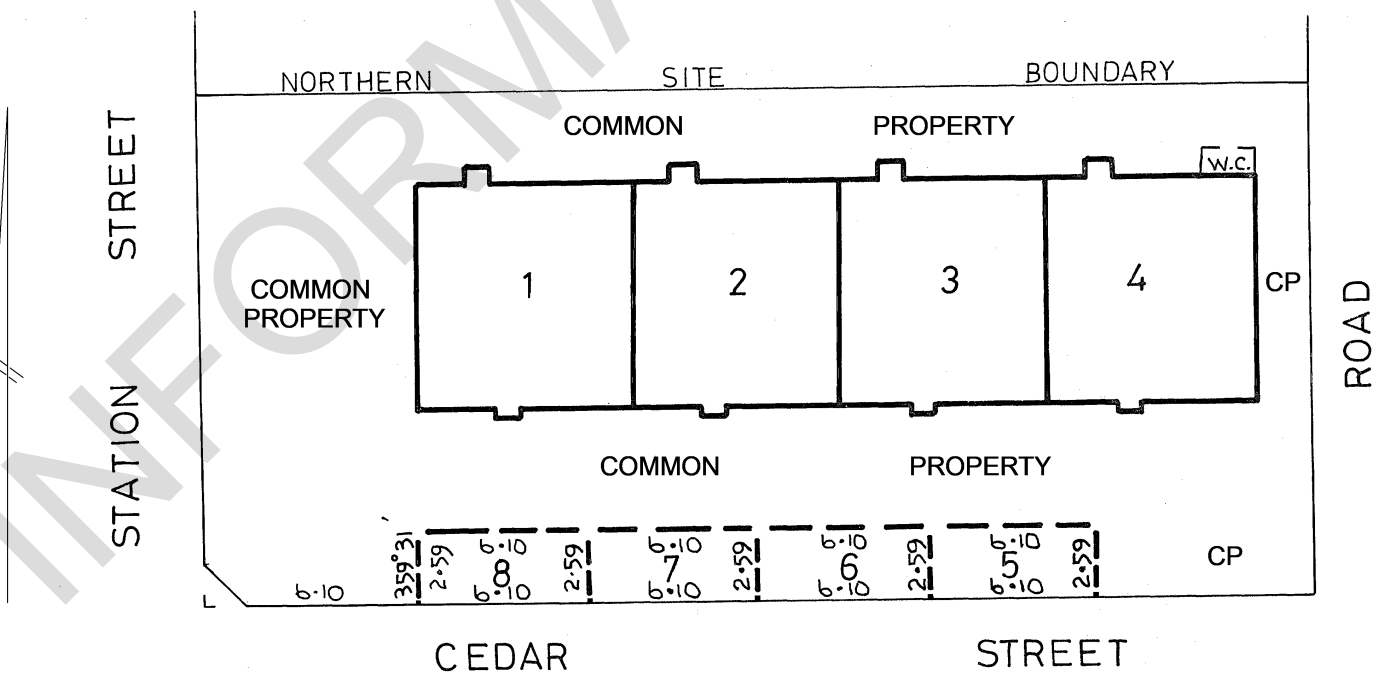 NORTHERN SITE BOUNDARY
COMMON PROPERTY
W.C.
STREET
STATION
1 2 3 4
COMMON
PROPERTY
CP
ROAD
COMMON PROPERTY
359°31
2·59 6·10 2·59 6·10 2·59 6·10 2·59 6·10 2·59
8 7 6 5
CP
L 6·10 6·10 6·10 6·10 6·10
CEDAR STREET
INFORMA